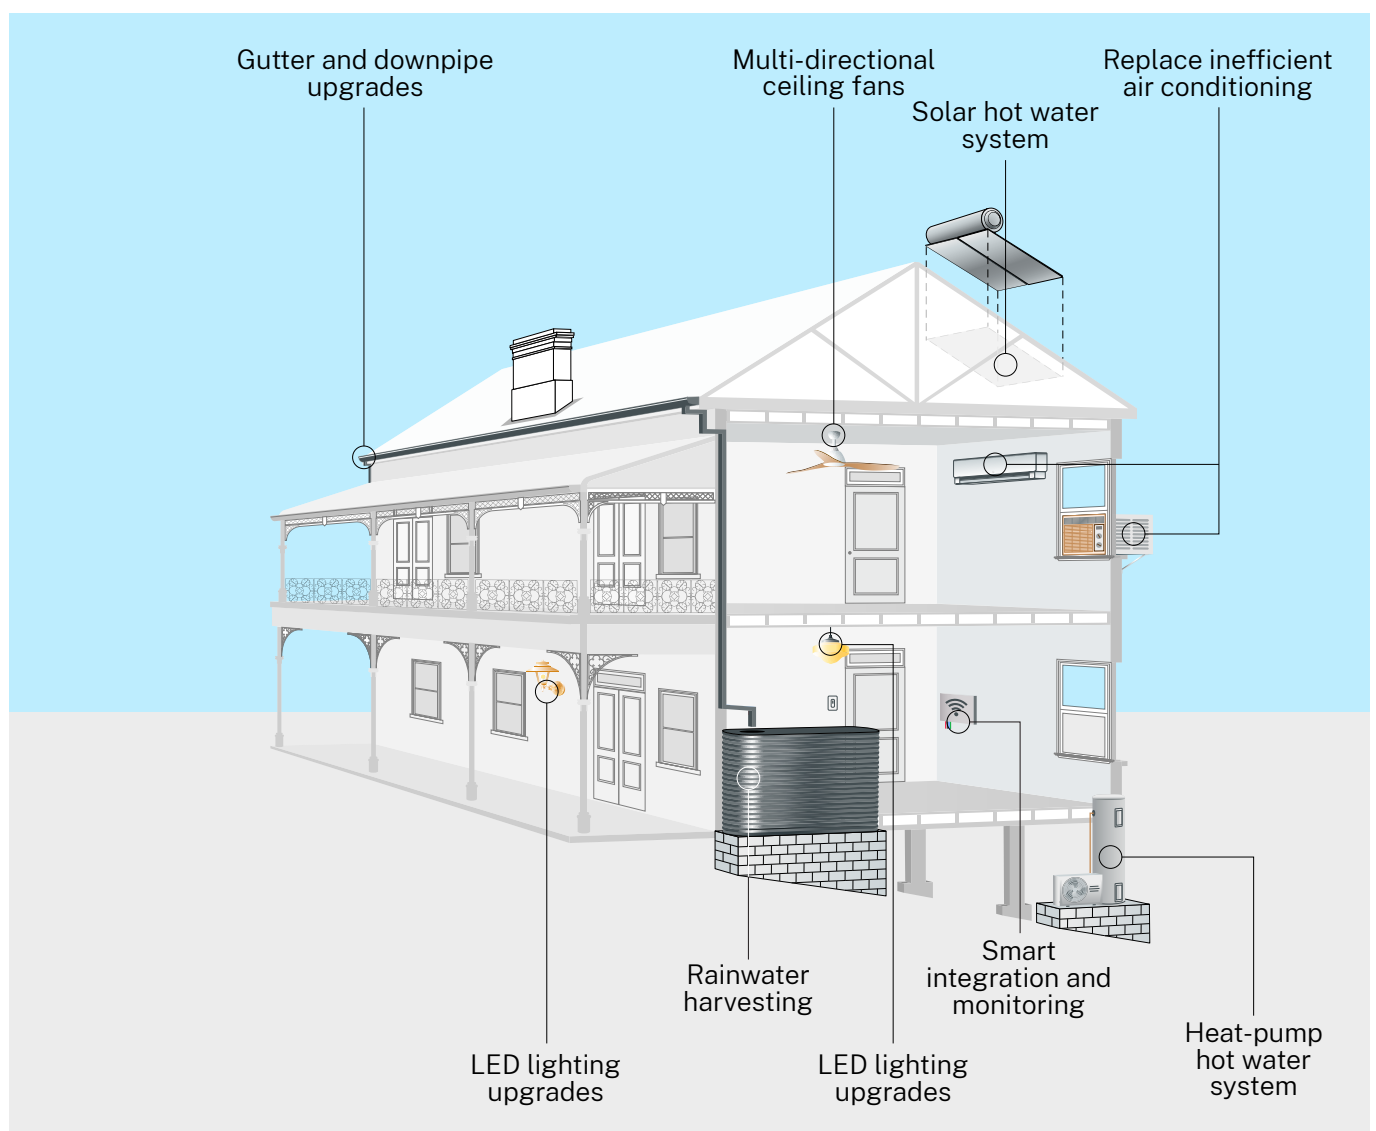 Gutter and downpipe
upgrades
Multi-directional
ceiling fans
Replace inefficient
air conditioning
Solar hot water
system
Smart
integration and
monitoring
Rainwater
harvesting
Heat-pump
hot water
system
LED lighting
upgrades
LED lighting
upgrades